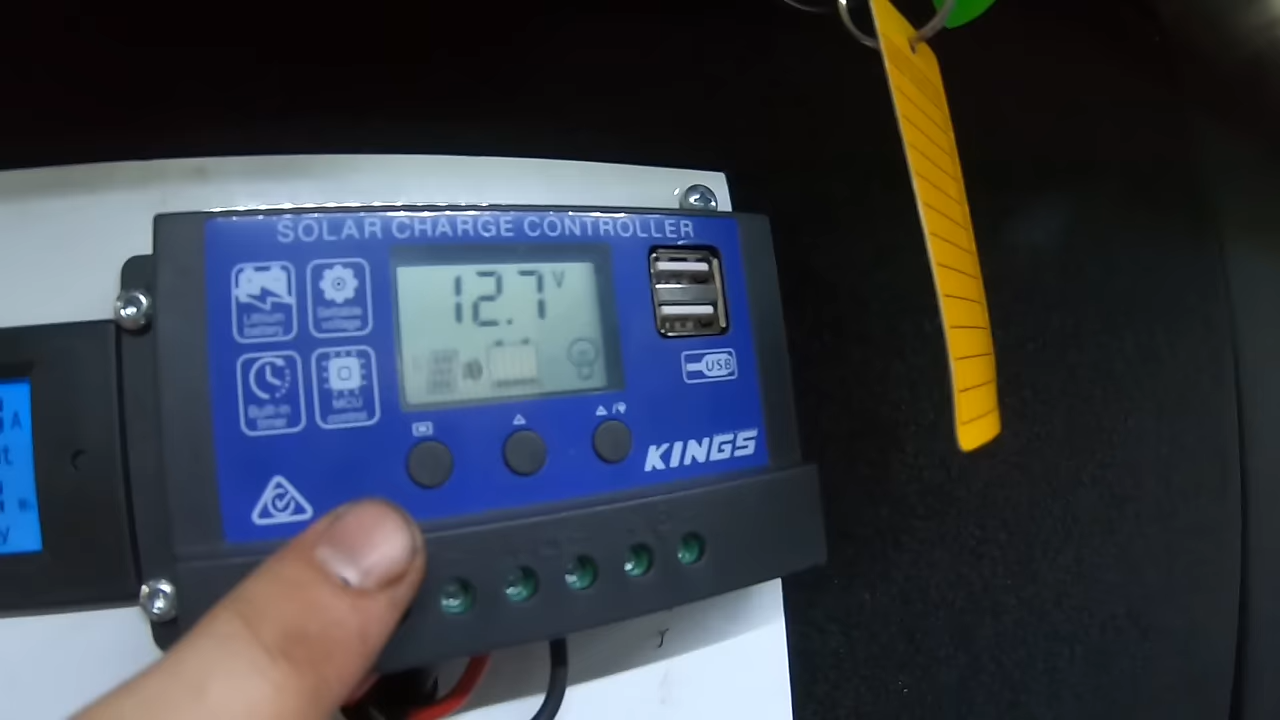 SOLAR CHARGE CONTROLLER
12.7 V
Lithium
battery
Settable
voltage
Built-in
timer
MCU
control
USB
KINGS
A